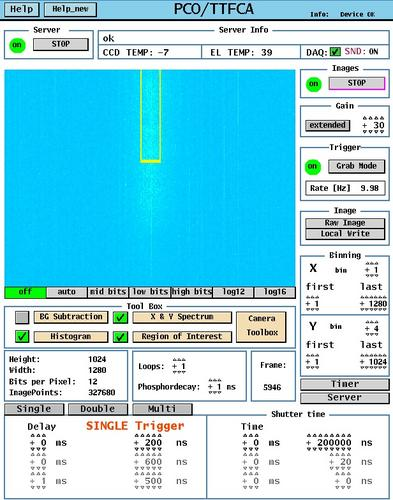 Help Help_new PCO/TTFCA Info: Device OK
Server
on STOP
Server Info
ok
CCD TEMP: -7 EL TEMP: 39 DAQ: SND: ON
Images
on STOP
Gain
extended + 30
Trigger
on Grab Mode
Rate [Hz] 9.98
Image
Raw Image
Local Write
Binning
X bin + 1
first last
+ 1 + 1280
Y bin + 4
first last
+ 1 + 1024
Timer
Server
off auto mid bits low bits high bits log12 log16
Tool Box
BG Subtraction X & Y Spectrum
Histogram Region of Interest
Camera
Toolbox
Height: 1024
Width: 1280
Bits per Pixel: 12
ImagePoints: 327680
Loops: + 1
Phosphordecay: + 1 ms
Frame:
5946
Single Double Multi
Delay SINGLE Trigger
+ 0 ms + 200 ns
+ 0 ms + 600 ns
+ 1 ms + 500 ns
Shutter time
Time
+ 0 ms + 200000 ns
+ 0 ms + 20 ns
+ 0 ms + 0 ns